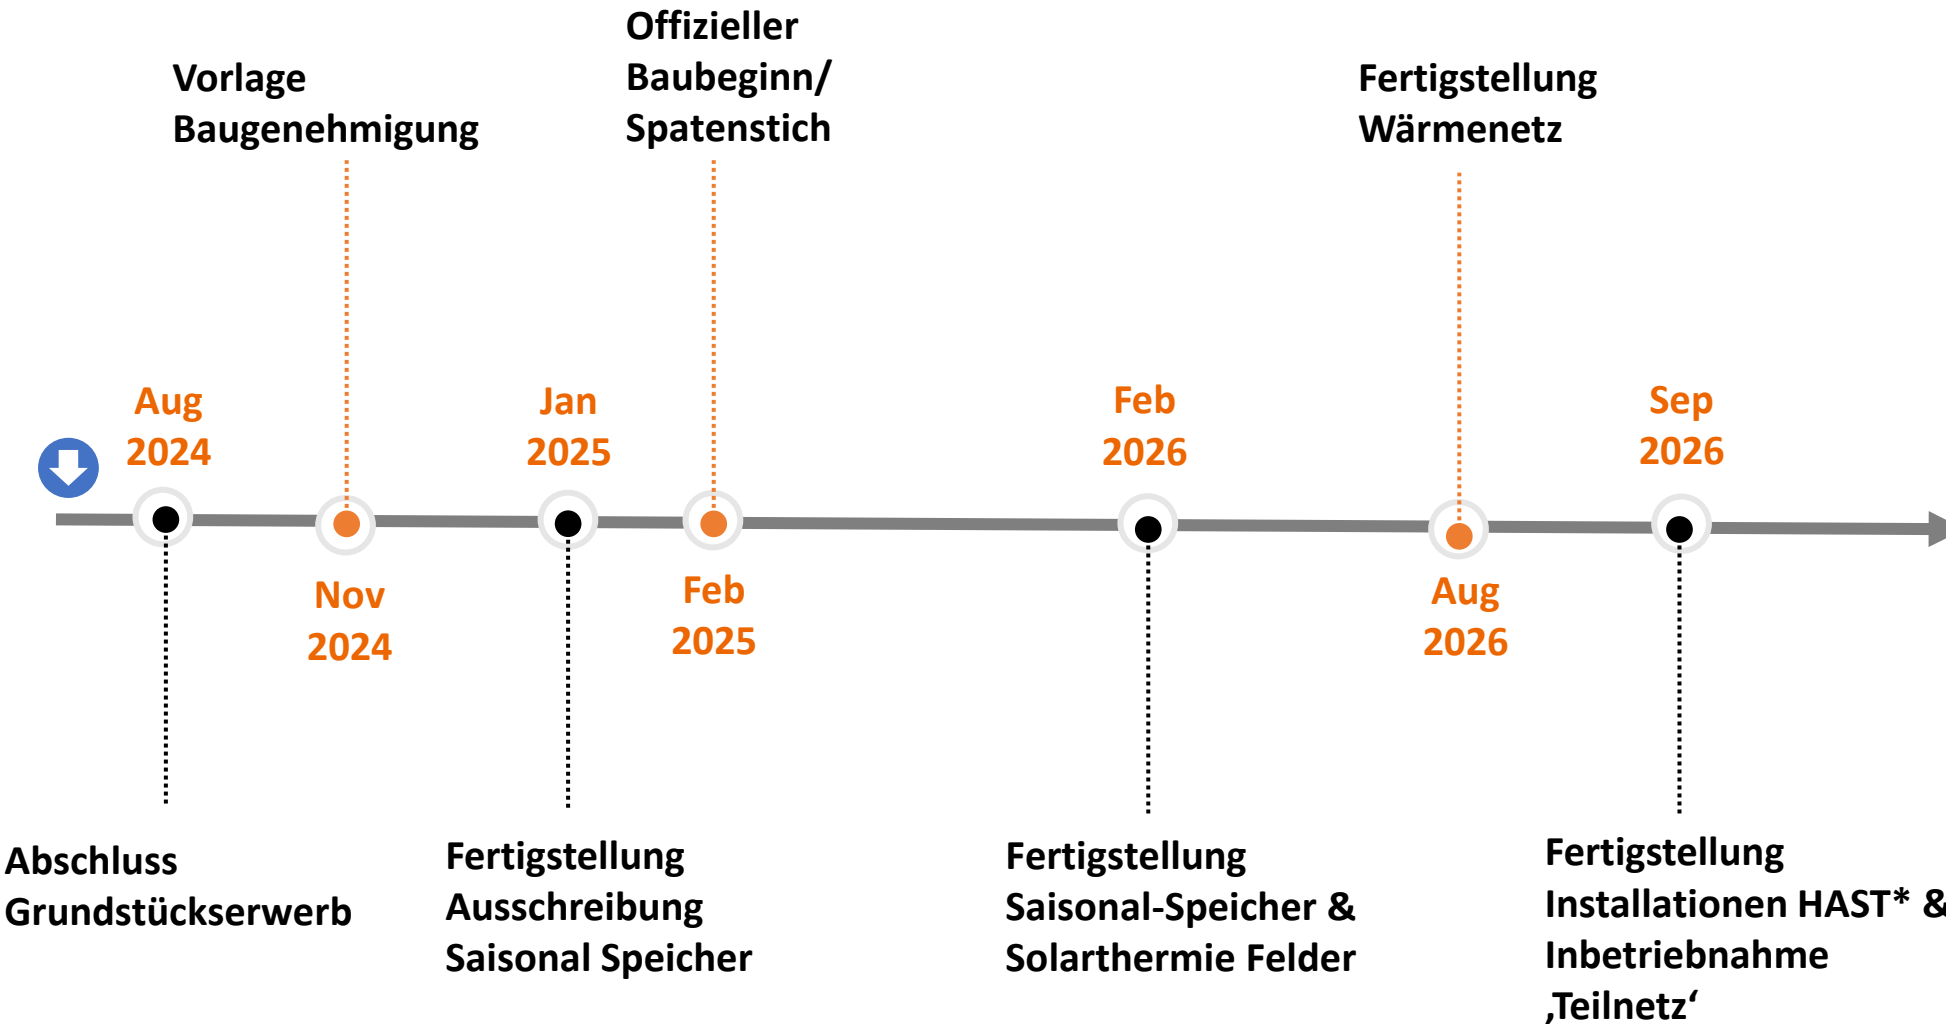 Offizieller
Baubeginn/
Spatenstich
Vorlage
Baugenehmigung
Fertigstellung
Wärmenetz
Aug
2024
Jan
2025
Feb
2026
Sep
2026
Nov
2024
Feb
2025
Aug
2026
Abschluss
Grundstückserwerb
Fertigstellung
Ausschreibung
Saisonal Speicher
Fertigstellung
Saisonal-Speicher &
Solarthermie Felder
Fertigstellung
Installationen HAST* &
Inbetriebnahme
‚Teilnetz‘